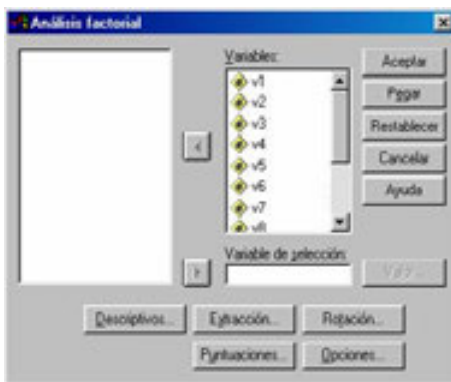 Análisis factorial
Variables:
v1
v2
v3
v4
v5
v6
v7
v8
Variable de selección:
Aceptar
Pegar
Restablecer
Cancelar
Ayuda
Descriptivos...
Extracción...
Rotación...
Puntuaciones...
Opciones...